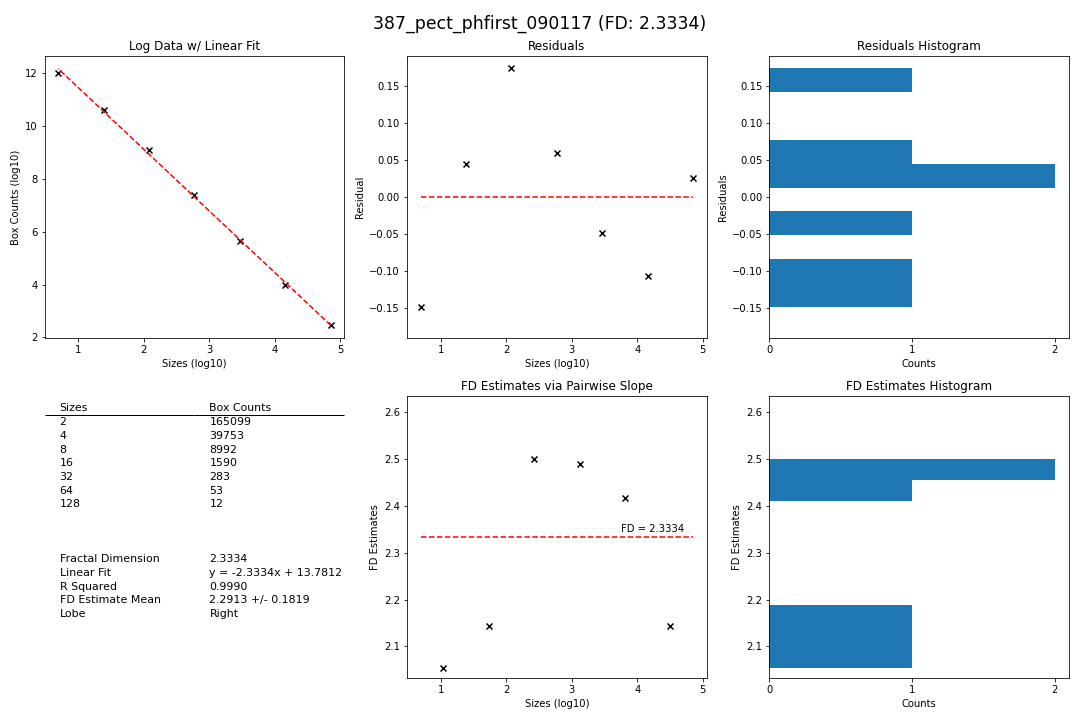 387_pect_phfirst_090117 (FD: 2.3334)
Log Data w/ Linear Fit
12
10
8
6
4
2
1 2 3 4 5
Box Counts (log10)
Sizes (log10)
Residuals
0.15
0.10
0.05
0.00
−0.05
−0.10
−0.15
1 2 3 4 5
Residual
Sizes (log10)
Residuals Histogram
0.15
0.10
0.05
0.00
−0.05
−0.10
−0.15
0 1 2
Residuals
Counts
Sizes Box Counts
2 165099
4 39753
8 8992
16 1590
32 283
64 53
128 12
Fractal Dimension 2.3334
Linear Fit y = -2.3334x + 13.7812
R Squared 0.9990
FD Estimate Mean 2.2913 +/- 0.1819
Lobe Right
FD Estimates via Pairwise Slope
2.6
2.5
2.4
2.3
2.2
2.1
FD = 2.3334
1 2 3 4 5
FD Estimates
Sizes (log10)
FD Estimates Histogram
2.6
2.5
2.4
2.3
2.2
2.1
0 1 2
FD Estimates
Counts